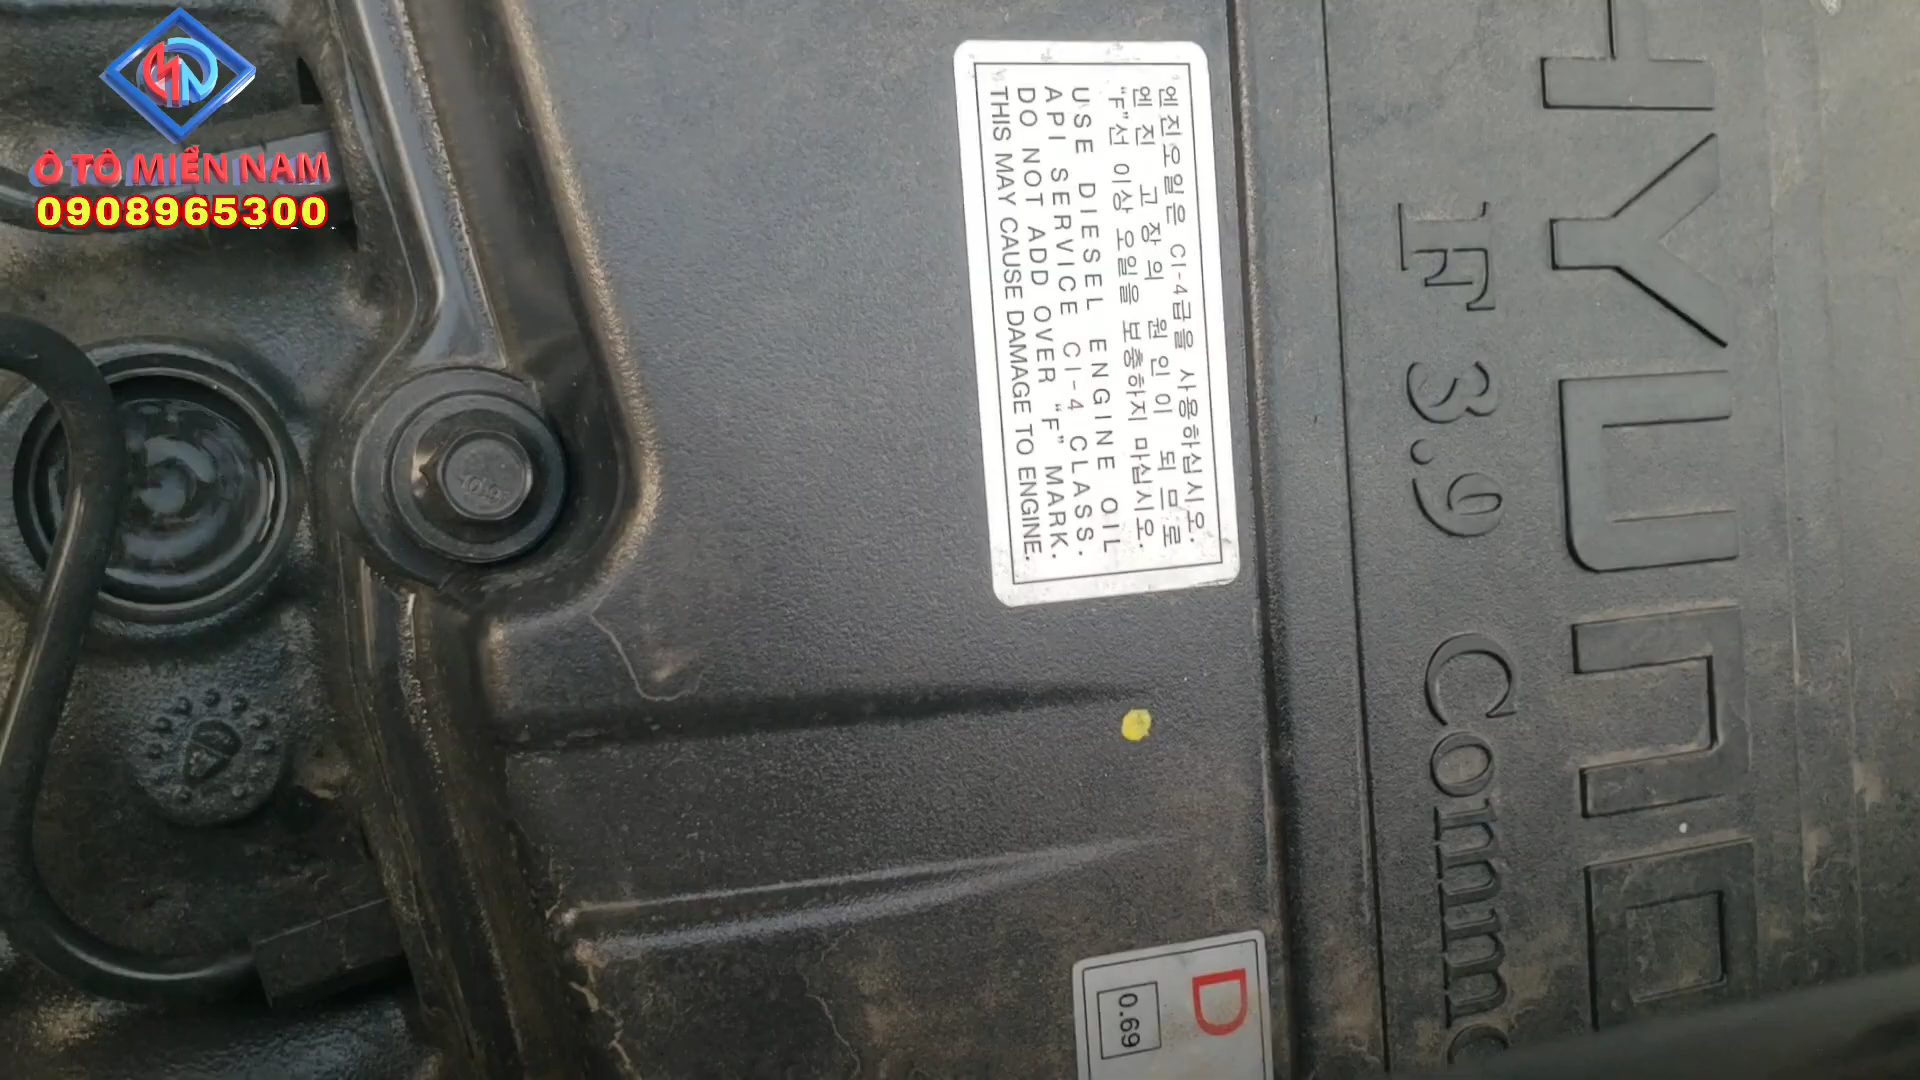 Ô TÔ MIỀN NAM
0908965300
엔진오일은 CI-4급을 사용하십시오.
엔진 고장의 원인이 되므로
"F"선 이상 오일을 보충하지 마십시오.
USE DIESEL ENGINE OIL
API SERVICE CI-4 CLASS.
DO NOT ADD OVER "F" MARK.
THIS MAY CAUSE DAMAGE TO ENGINE.
HYUNDAI
F 3.9 Comm
D
0.69